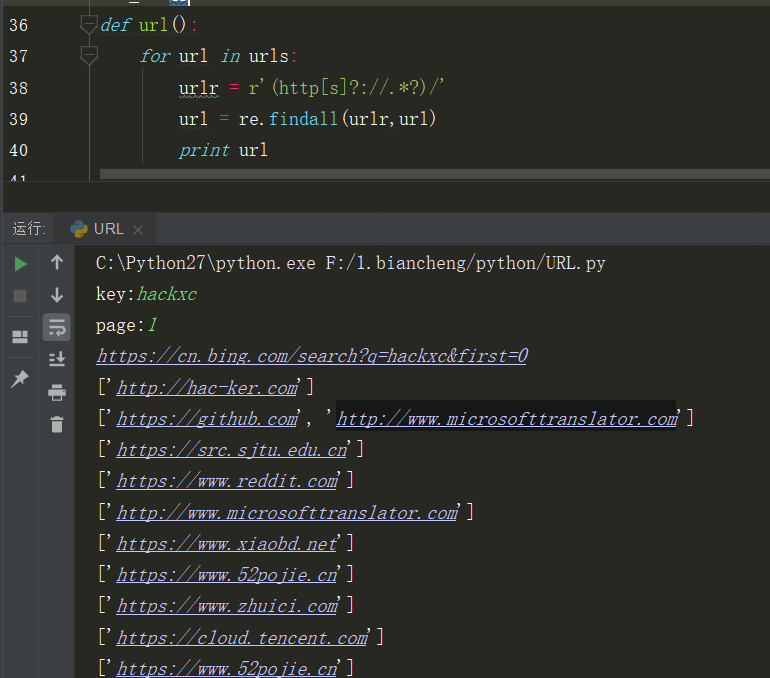 36 def url():
37 for url in urls:
38 urlr = r'(http[s]?://.*?)/'
39 url = re.findall(urlr,url)
40 print url
41
运行: URL
C:\Python27\python.exe F:/1.biancheng/python/URL.py
key:hackxc
page:1
https://cn.bing.com/search?q=hackxc&first=0
['http://hac-ker.com']
['https://github.com', 'http://www.microsofttranslator.com']
['https://src.sjtu.edu.cn']
['https://www.reddit.com']
['http://www.microsofttranslator.com']
['https://www.xiaobd.net']
['https://www.52pojie.cn']
['https://www.zhuici.com']
['https://cloud.tencent.com']
['https://www.52pojie.cn']